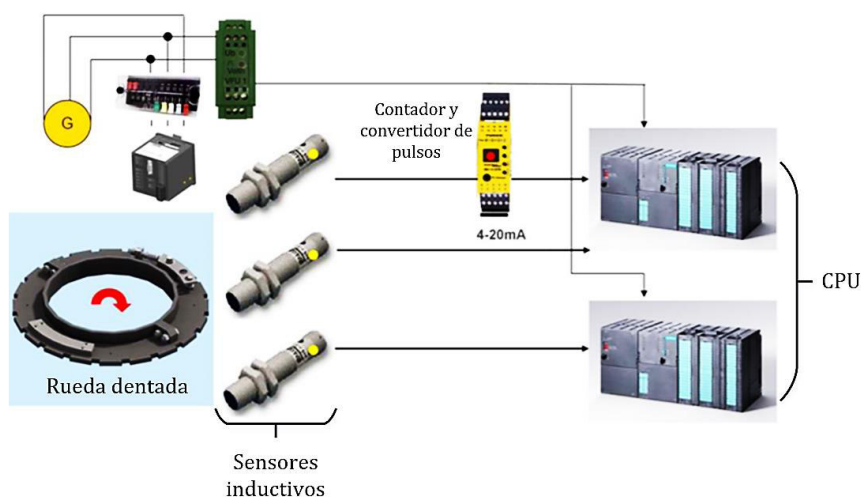 G
Contador y
convertidor de
pulsos
4-20mA
CPU
Rueda dentada
Sensores
inductivos